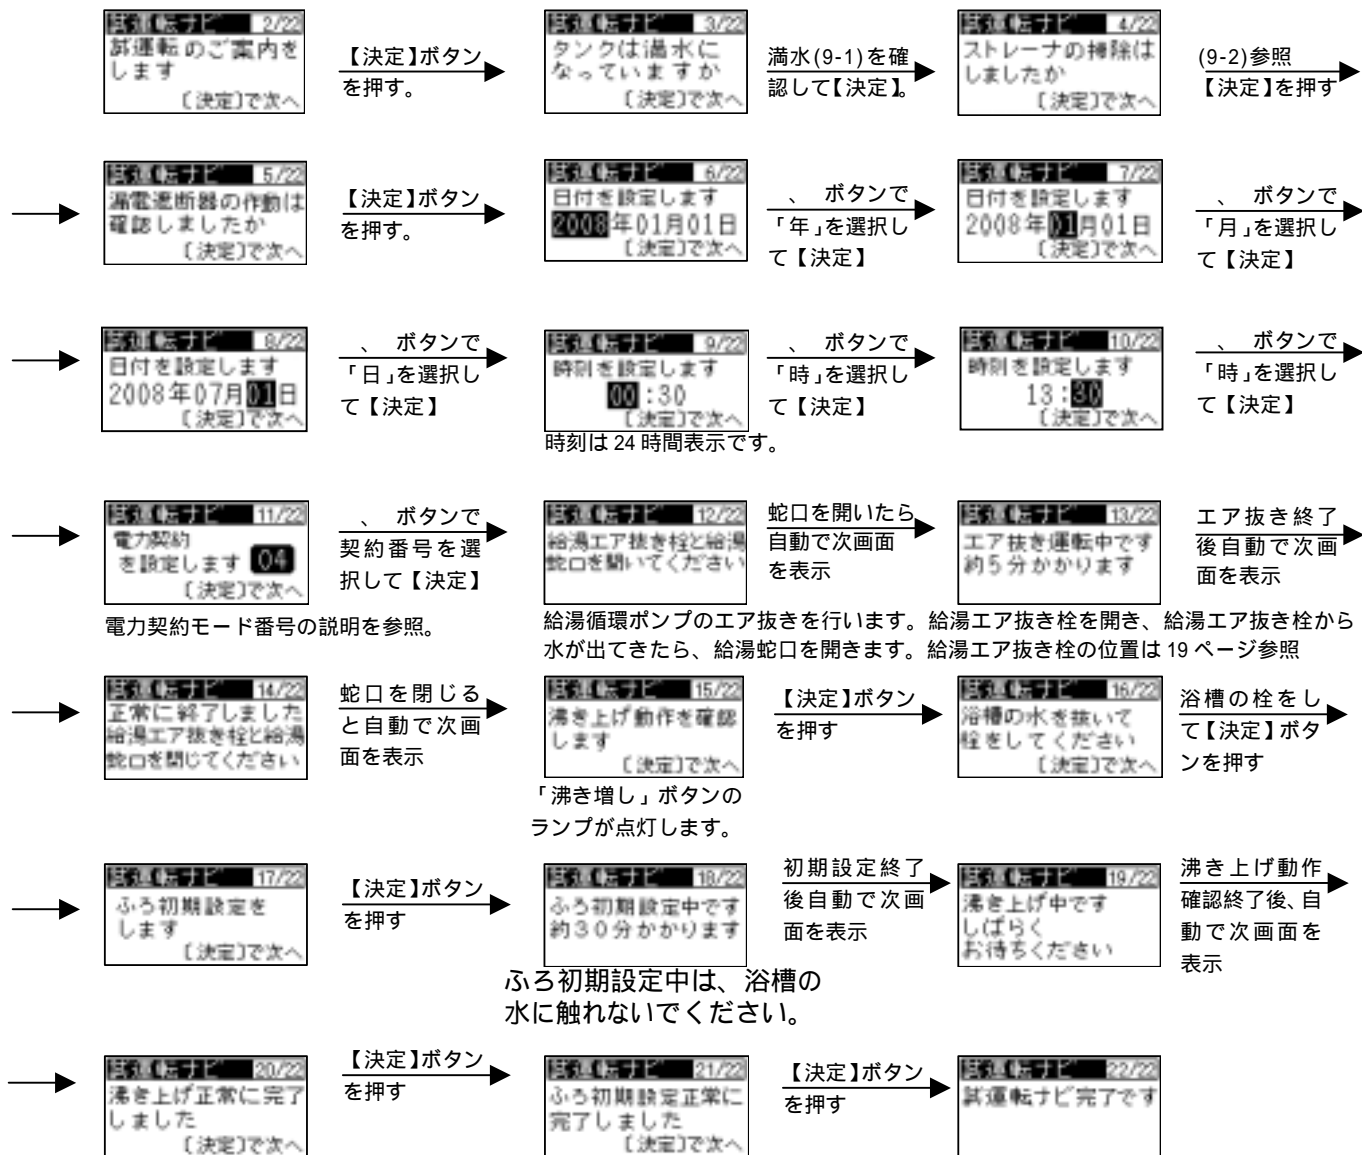 試運転ナビ 2/22
試運転のご案内を
します
〔決定〕で次へ
【決定】ボタン
を押す。
試運転ナビ 3/22
タンクは満水に
なっていますか
〔決定〕で次へ
満水(9-1)を確
認して【決定】。
試運転ナビ 4/22
ストレーナの掃除は
しましたか
〔決定〕で次へ
(9-2)参照
【決定】を押す
試運転ナビ 5/22
漏電遮断器の作動は
確認しましたか
〔決定〕で次へ
【決定】ボタン
を押す。
試運転ナビ 6/22
日付を設定します
2008年01月01日
〔決定〕で次へ
、 ボタンで
「年」を選択し
て【決定】
試運転ナビ 7/22
日付を設定します
2008年01月01日
〔決定〕で次へ
、 ボタンで
「月」を選択し
て【決定】
試運転ナビ 8/22
日付を設定します
2008年07月01日
〔決定〕で次へ
、 ボタンで
「日」を選択し
て【決定】
試運転ナビ 9/22
時刻を設定します
00:30
〔決定〕で次へ
時刻は24時間表示です。
、 ボタンで
「時」を選択し
て【決定】
試運転ナビ 10/22
時刻を設定します
13:30
〔決定〕で次へ
、 ボタンで
「時」を選択し
て【決定】
試運転ナビ 11/22
電力契約
を設定します 04
〔決定〕で次へ
電力契約モード番号の説明を参照。
、 ボタンで
契約番号を選
択して【決定】
試運転ナビ 12/22
給湯エア抜き栓と給湯
蛇口を開いてください
蛇口を開いたら
自動で次画面
を表示
試運転ナビ 13/22
エア抜き運転中です
約5分かかります
エア抜き終了
後自動で次画
面を表示
給湯循環ポンプのエア抜きを行います。給湯エア抜き栓を開き、給湯エア抜き栓から
水が出てきたら、給湯蛇口を開きます。給湯エア抜き栓の位置は19ページ参照
試運転ナビ 14/22
正常に終了しました
給湯エア抜き栓と給湯
蛇口を閉じてください
蛇口を閉じる
と自動で次画
面を表示
試運転ナビ 15/22
沸き上げ動作を確認
します
〔決定〕で次へ
「沸き増し」ボタンの
ランプが点灯します。
【決定】ボタン
を押す
試運転ナビ 16/22
浴槽の水を抜いて
栓をしてください
〔決定〕で次へ
浴槽の栓をし
て【決定】ボタ
ンを押す
試運転ナビ 17/22
ふろ初期設定を
します
〔決定〕で次へ
【決定】ボタン
を押す
試運転ナビ 18/22
ふろ初期設定中です
約30分かかります
ふろ初期設定中は、浴槽の
水に触れないでください。
初期設定終了
後自動で次画
面を表示
試運転ナビ 19/22
沸き上げ中です
しばらく
お待ちください
沸き上げ動作
確認終了後、自
動で次画面を
表示
試運転ナビ 20/22
沸き上げ正常に完了
しました
〔決定〕で次へ
【決定】ボタン
を押す
試運転ナビ 21/22
ふろ初期設定正常に
完了しました
〔決定〕で次へ
【決定】ボタン
を押す
試運転ナビ 22/22
試運転ナビ完了です